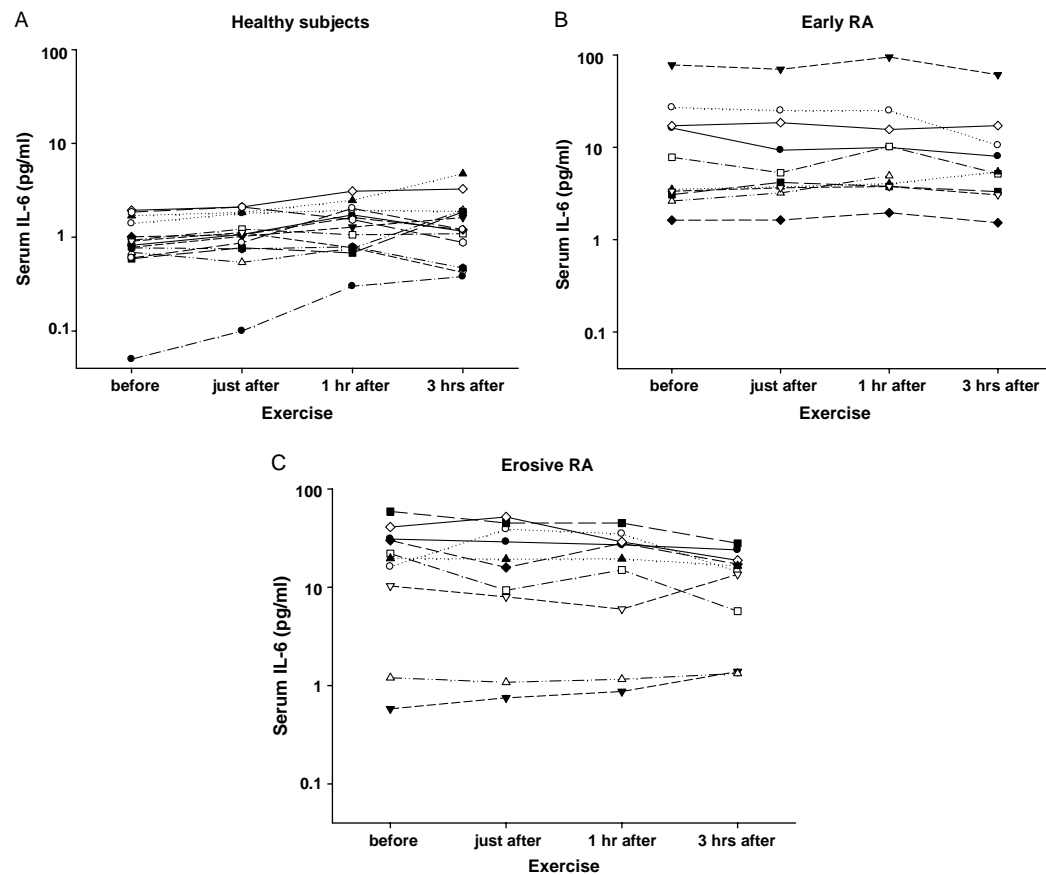 A
Healthy subjects
Serum IL-6 (pg/ml)
100
10
1
0.1
before just after 1 hr after 3 hrs after
Exercise
B
Early RA
Serum IL-6 (pg/ml)
100
10
1
0.1
before just after 1 hr after 3 hrs after
Exercise
C
Erosive RA
Serum IL-6 (pg/ml)
100
10
1
0.1
before just after 1 hr after 3 hrs after
Exercise